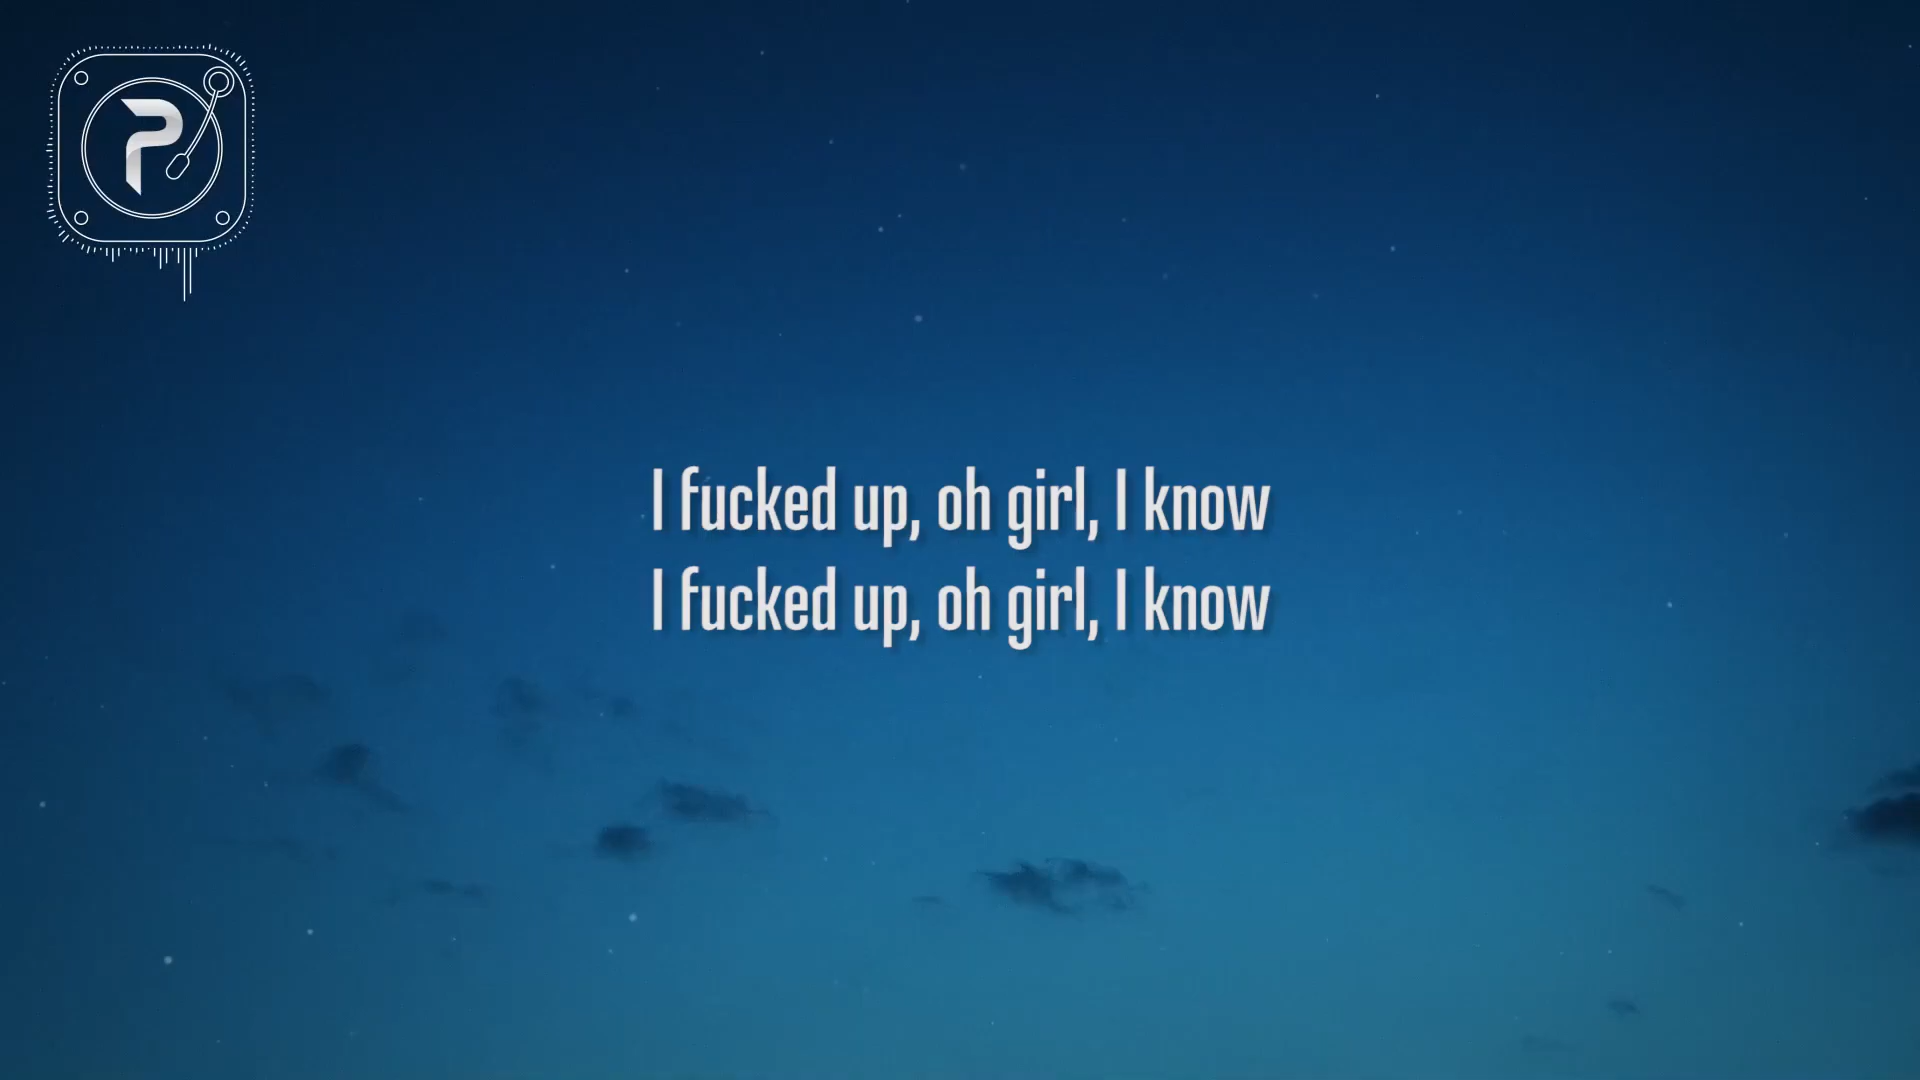 P
I fucked up, oh girl, I know
I fucked up, oh girl, I know